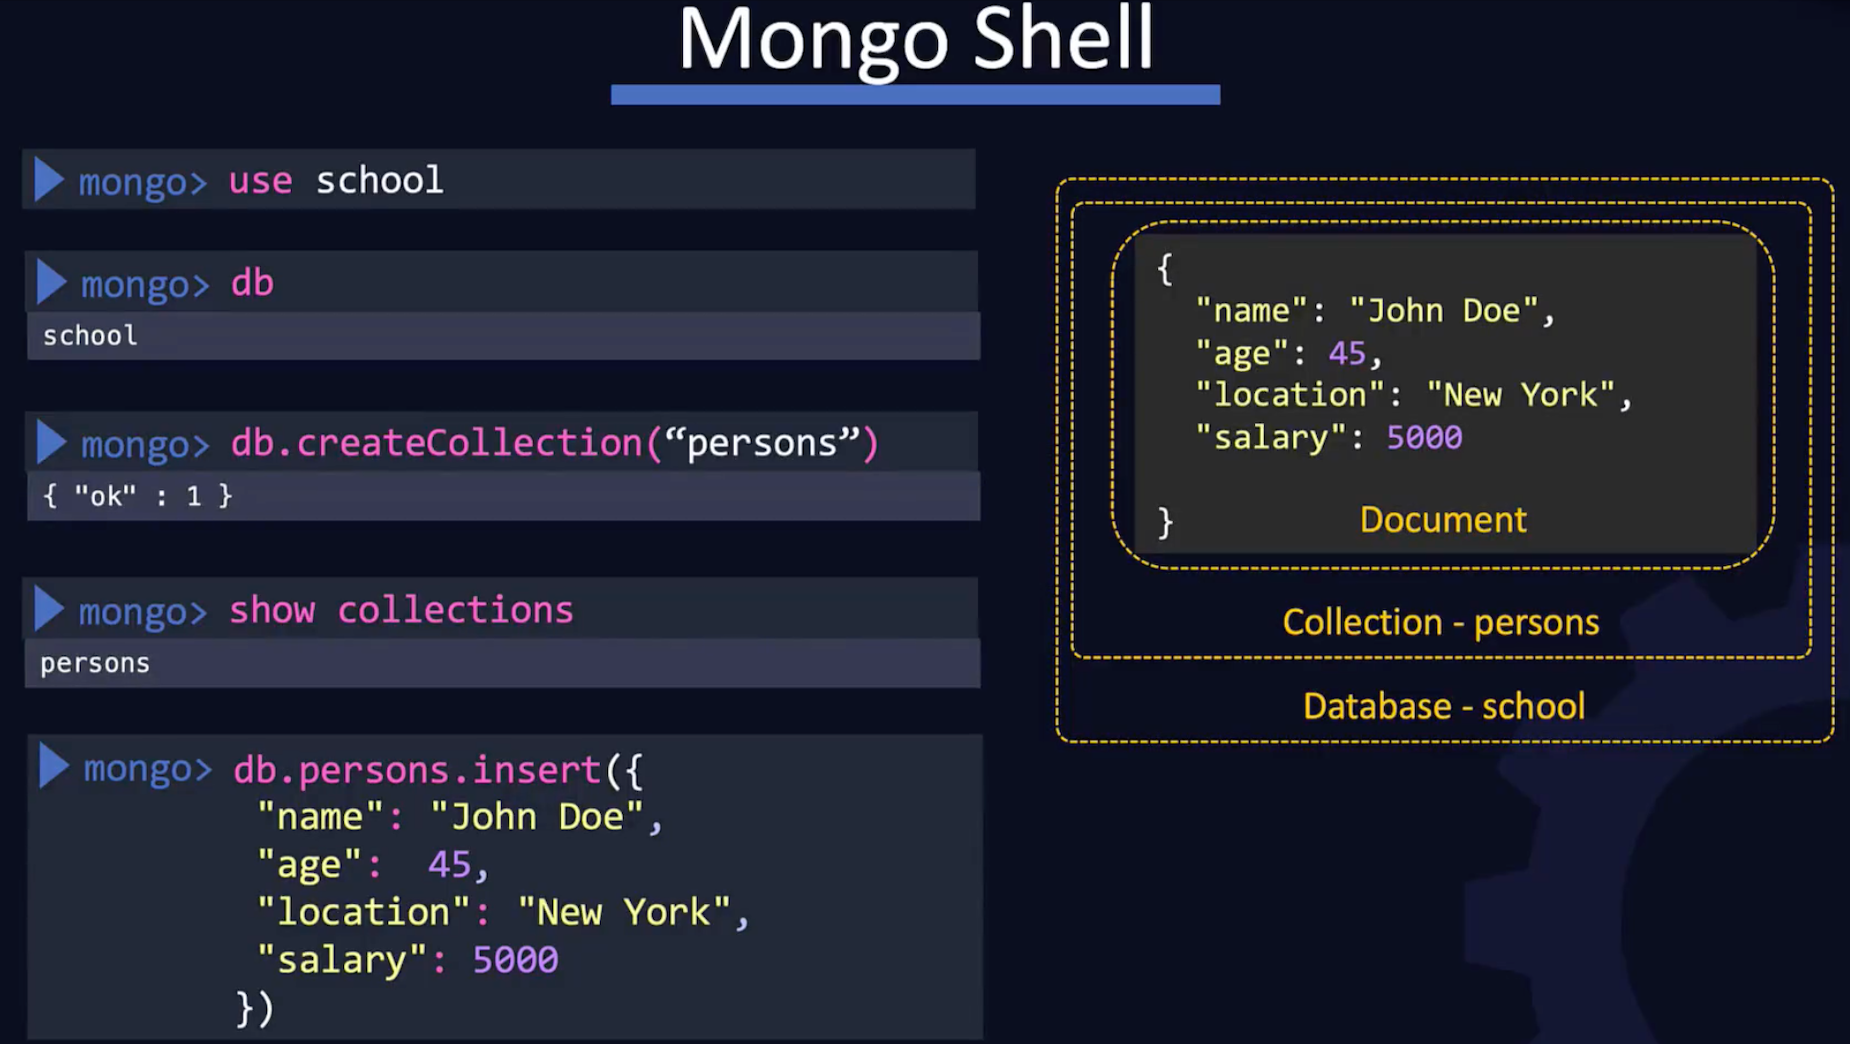 Mongo Shell
mongo> use school
mongo> db
school
mongo> db.createCollection(“persons”)
{ "ok" : 1 }
mongo> show collections
persons
mongo> db.persons.insert({
"name": "John Doe",
"age":  45,
"location": "New York",
"salary": 5000
})
{
"name": "John Doe",
"age": 45,
"location": "New York",
"salary": 5000
}
Document
Collection - persons
Database - school